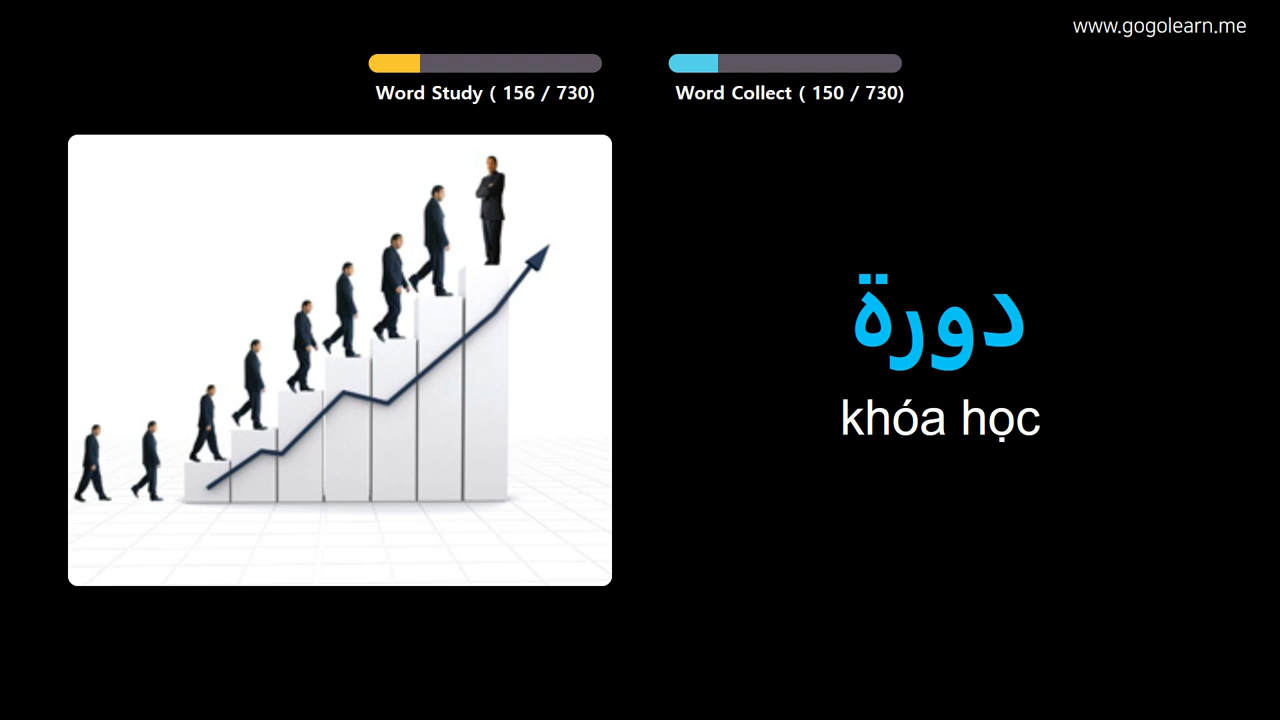 www.gogolearn.me
Word Study ( 156 / 730)
Word Collect ( 150 / 730)
دورة
khóa học